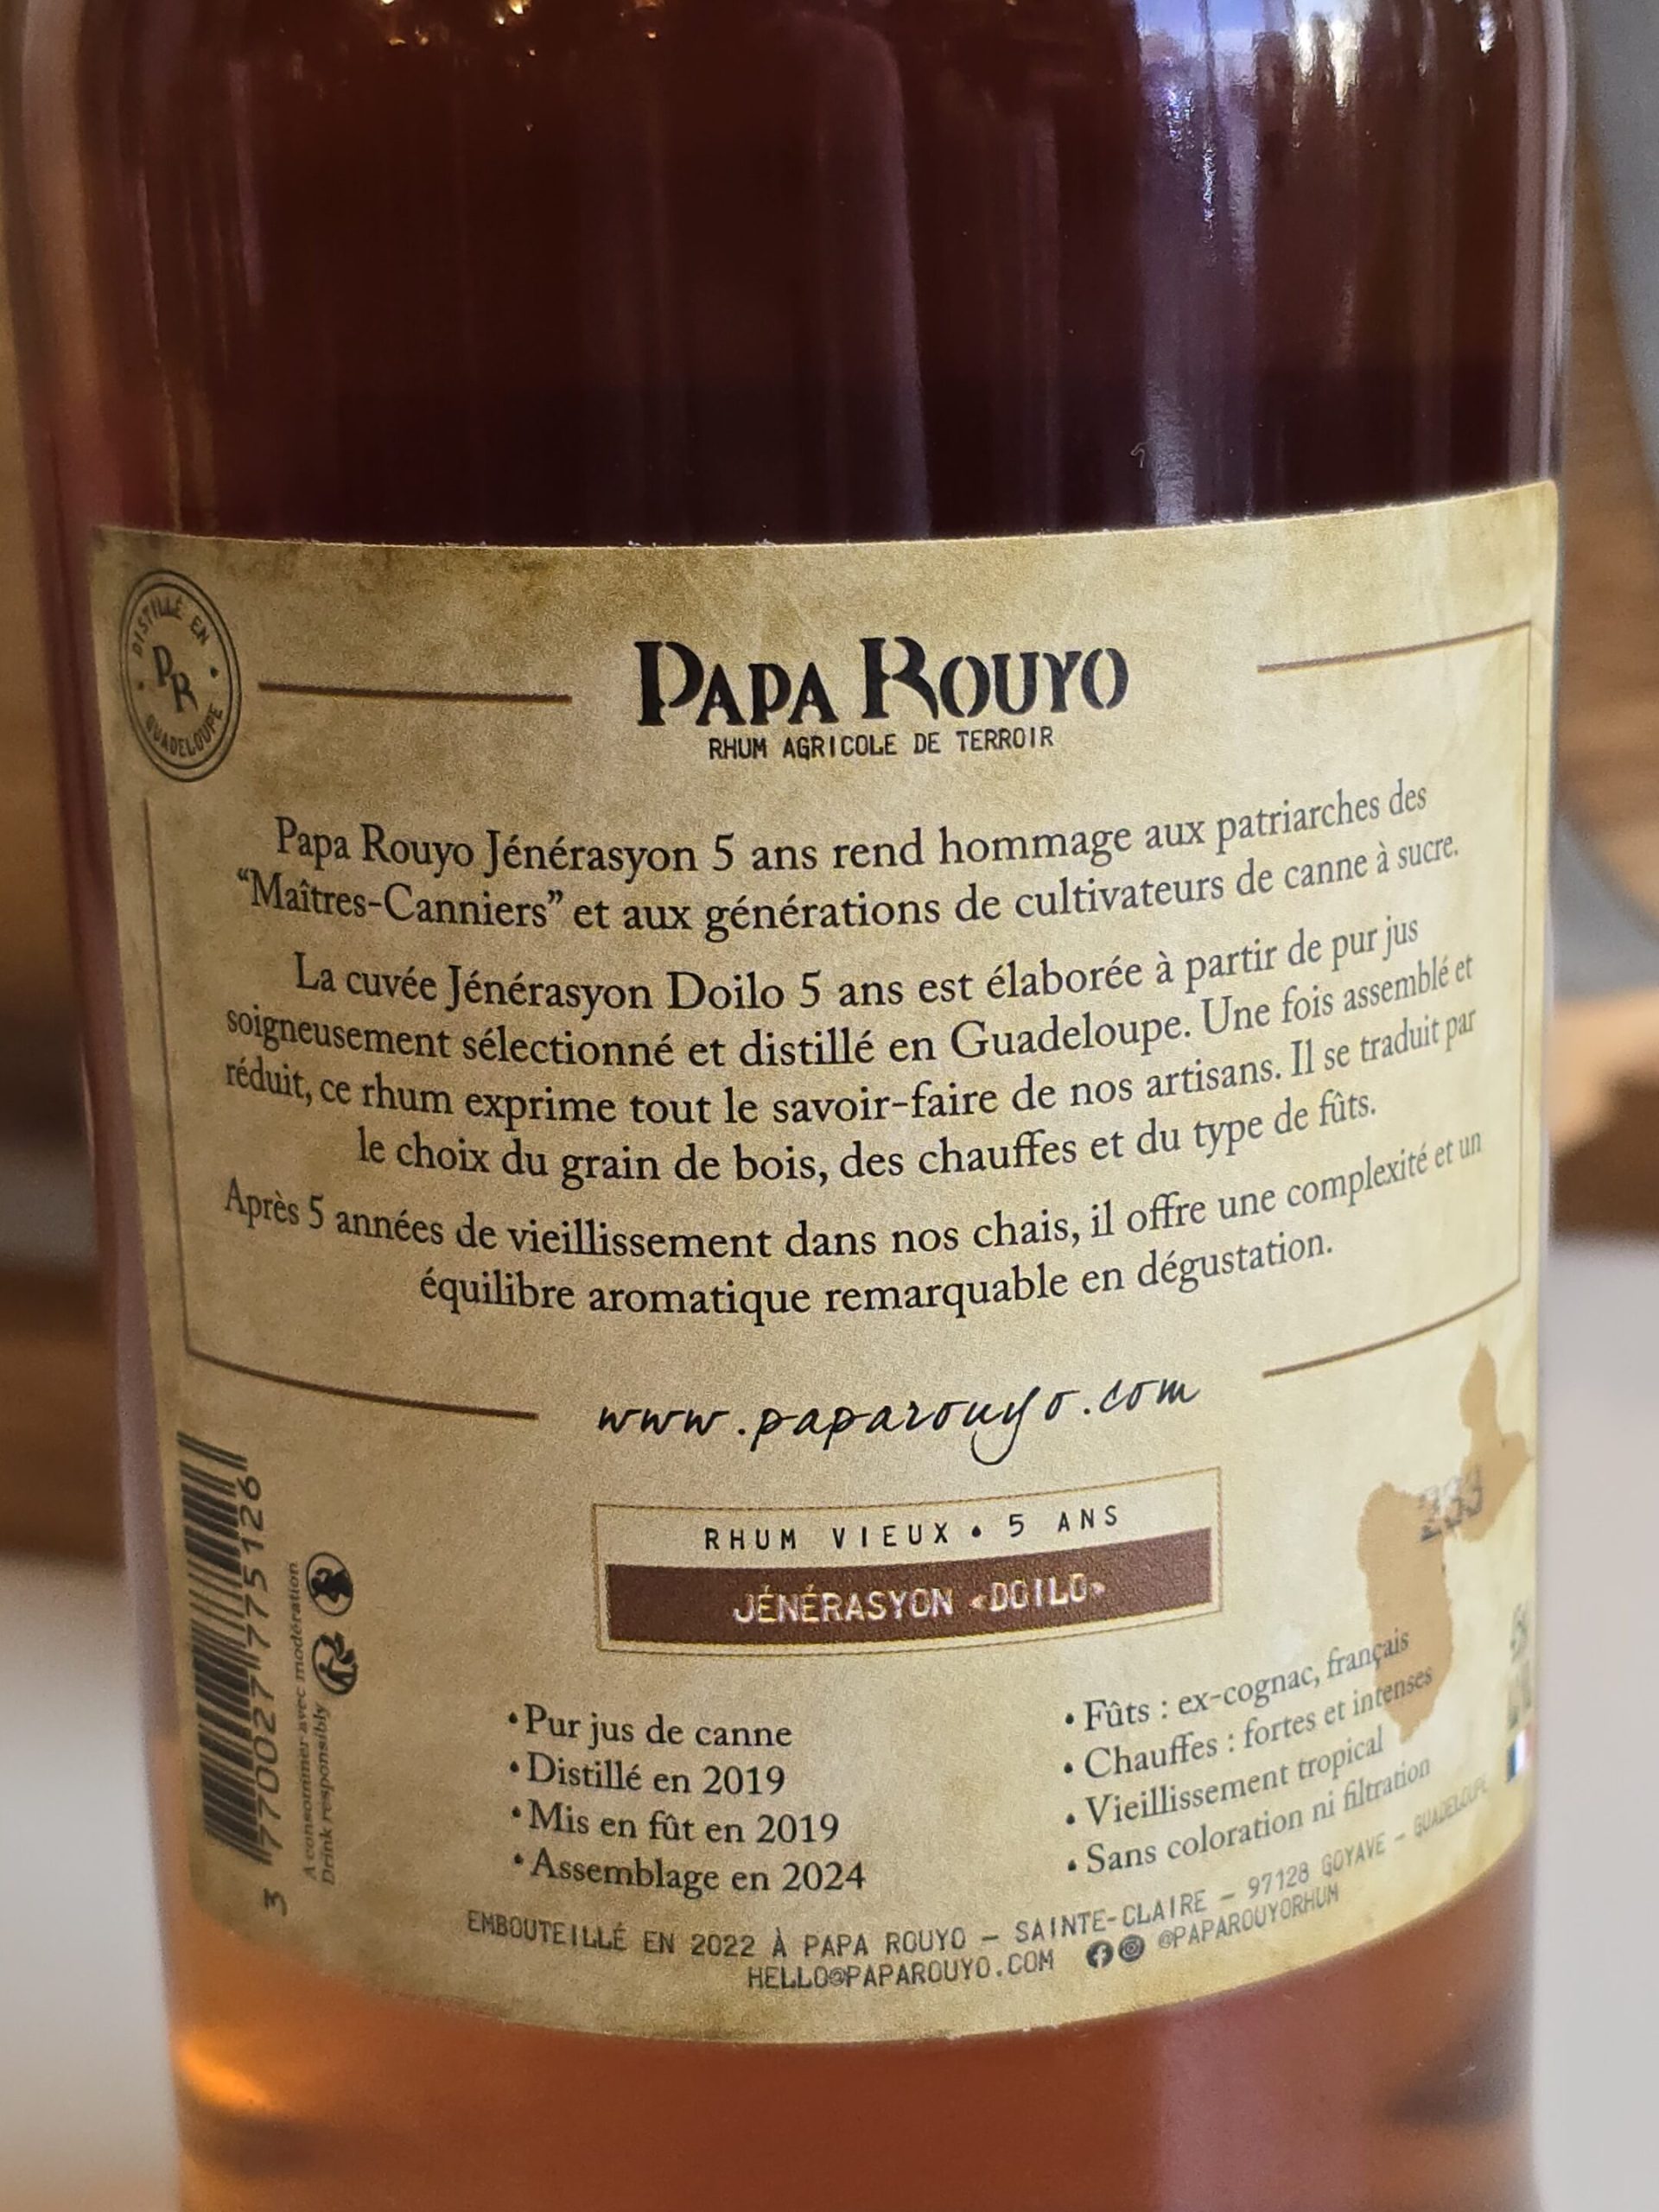 DISTILLÉ EN
PR
GUADELOUPE
PAPA ROUYO
RHUM AGRICOLE DE TERROIR
Papa Rouyo Jénérasyon 5 ans rend hommage aux patriarches des
“Maîtres-Canniers” et aux générations de cultivateurs de canne à sucre.
La cuvée Jénérasyon Doilo 5 ans est élaborée à partir de pur jus
soigneusement sélectionné et distillé en Guadeloupe. Une fois assemblé et
réduit, ce rhum exprime tout le savoir-faire de nos artisans. Il se traduit par
le choix du grain de bois, des chauffes et du type de fûts.
Après 5 années de vieillissement dans nos chais, il offre une complexité et un
équilibre aromatique remarquable en dégustation.
www.paparouyo.com
RHUM VIEUX • 5 ANS
JÉNÉRASYON «DOILO»
• Pur jus de canne
• Distillé en 2019
• Mis en fût en 2019
• Assemblage en 2024
• Fûts : ex-cognac, français
• Chauffes : fortes et intenses
• Vieillissement tropical
• Sans coloration ni filtration
EMBOUTEILLÉ EN 2022 À PAPA ROUYO – SAINTE-CLAIRE – 97128 GOYAVE – GUADELOUPE
HELLO@PAPAROUYO.COM @PAPAROUYORHUM
3 770027 775126
A consommer avec modération
Drink responsibly